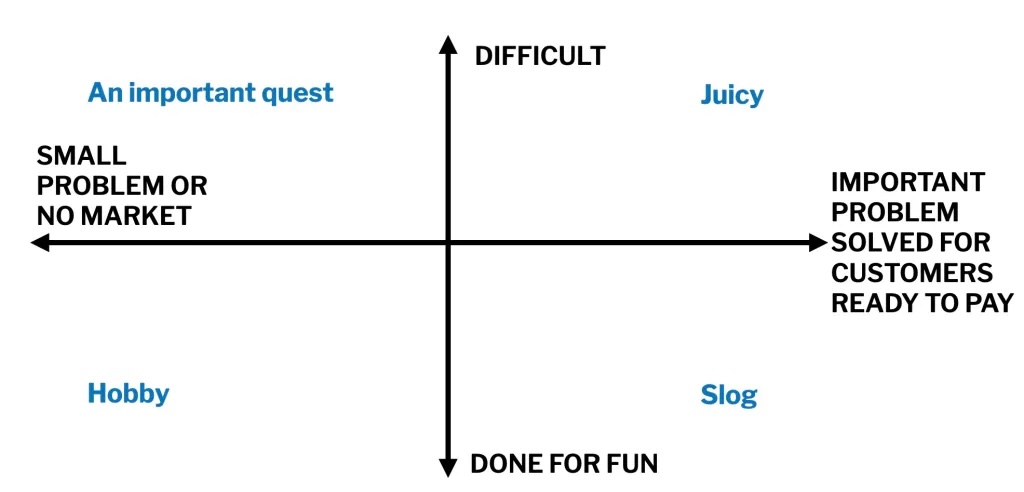 DIFFICULT
An important quest
Juicy
SMALL
PROBLEM OR
NO MARKET
IMPORTANT
PROBLEM
SOLVED FOR
CUSTOMERS
READY TO PAY
Hobby
Slog
DONE FOR FUN